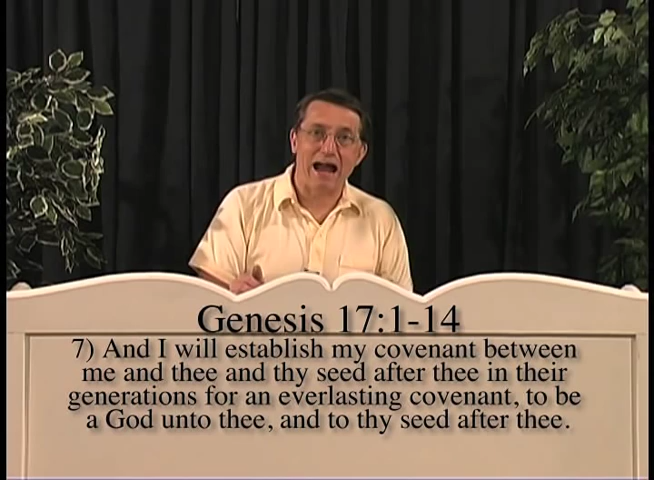 Genesis 17:1-14
7) And I will establish my covenant between
me and thee and thy seed after thee in their
generations for an everlasting covenant, to be
a God unto thee, and to thy seed after thee.